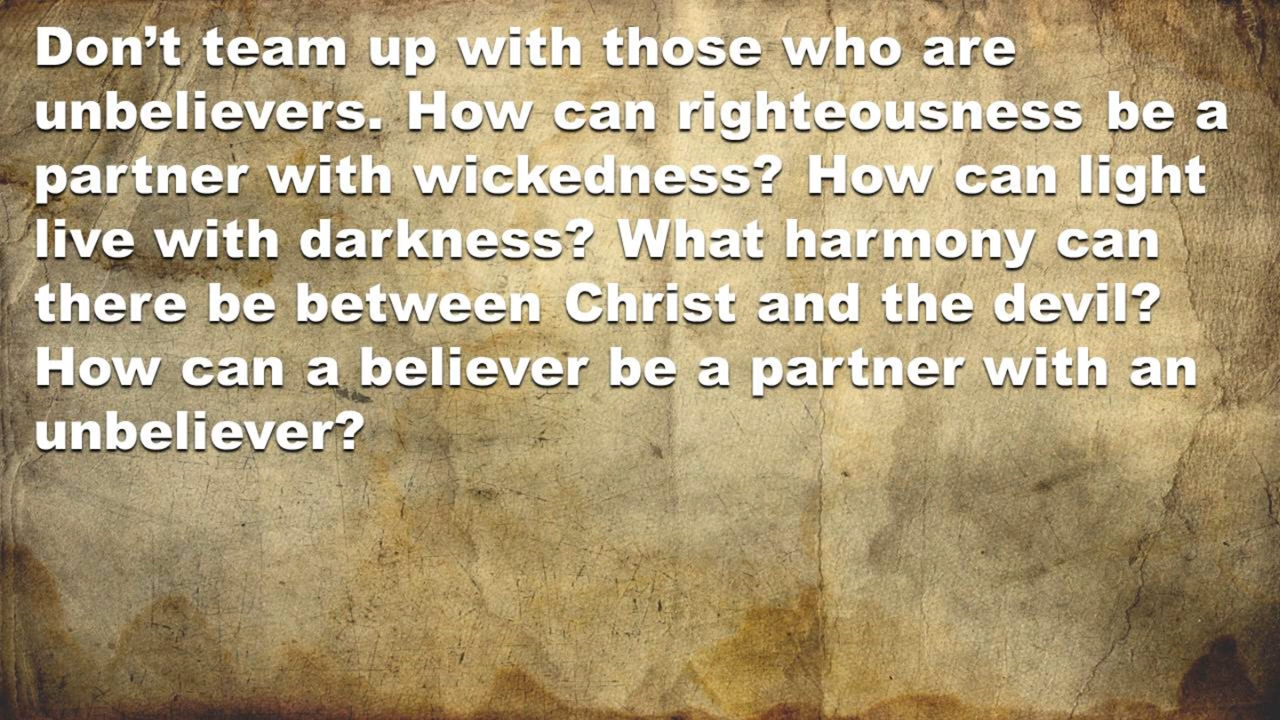 Don’t team up with those who are
unbelievers. How can righteousness be a
partner with wickedness? How can light
live with darkness? What harmony can
there be between Christ and the devil?
How can a believer be a partner with an
unbeliever?